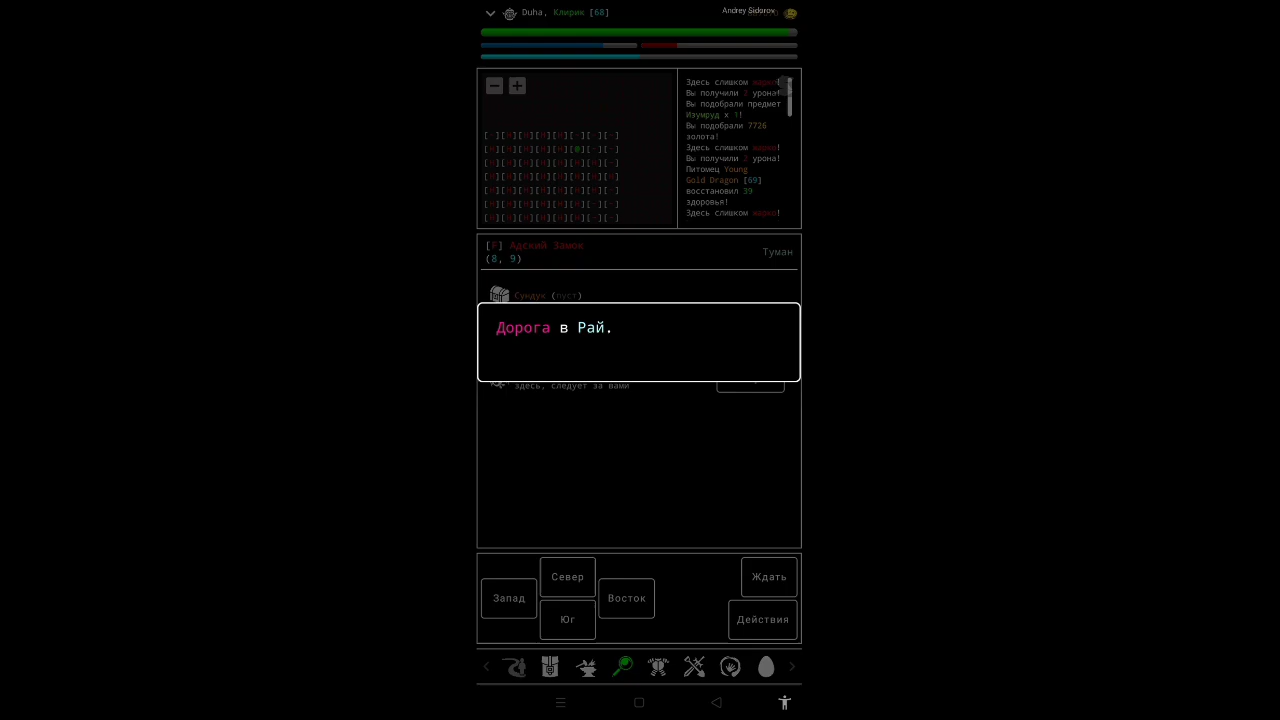 Duha, Клирик [68]
Andrey Sidorov
Здесь слишком жарко!
Вы получили 2 урона!
Вы подобрали предмет
Изумруд x 1!
Вы подобрали 7726
золота!
Здесь слишком жарко!
Вы получили 2 урона!
Питомец Young
Gold Dragon [69]
восстановил 39
здоровья!
Здесь слишком жарко!
[-][H][H][H][H][H][~][-][-]
[H][H][H][H][H][H][@][-][-]
[F] Адский Замок
(8, 9)
Туман
Сундук (пуст)
Дорога в Рай.
здесь, следует за вами
Север
Ждать
Запад
Восток
Юг
Действия